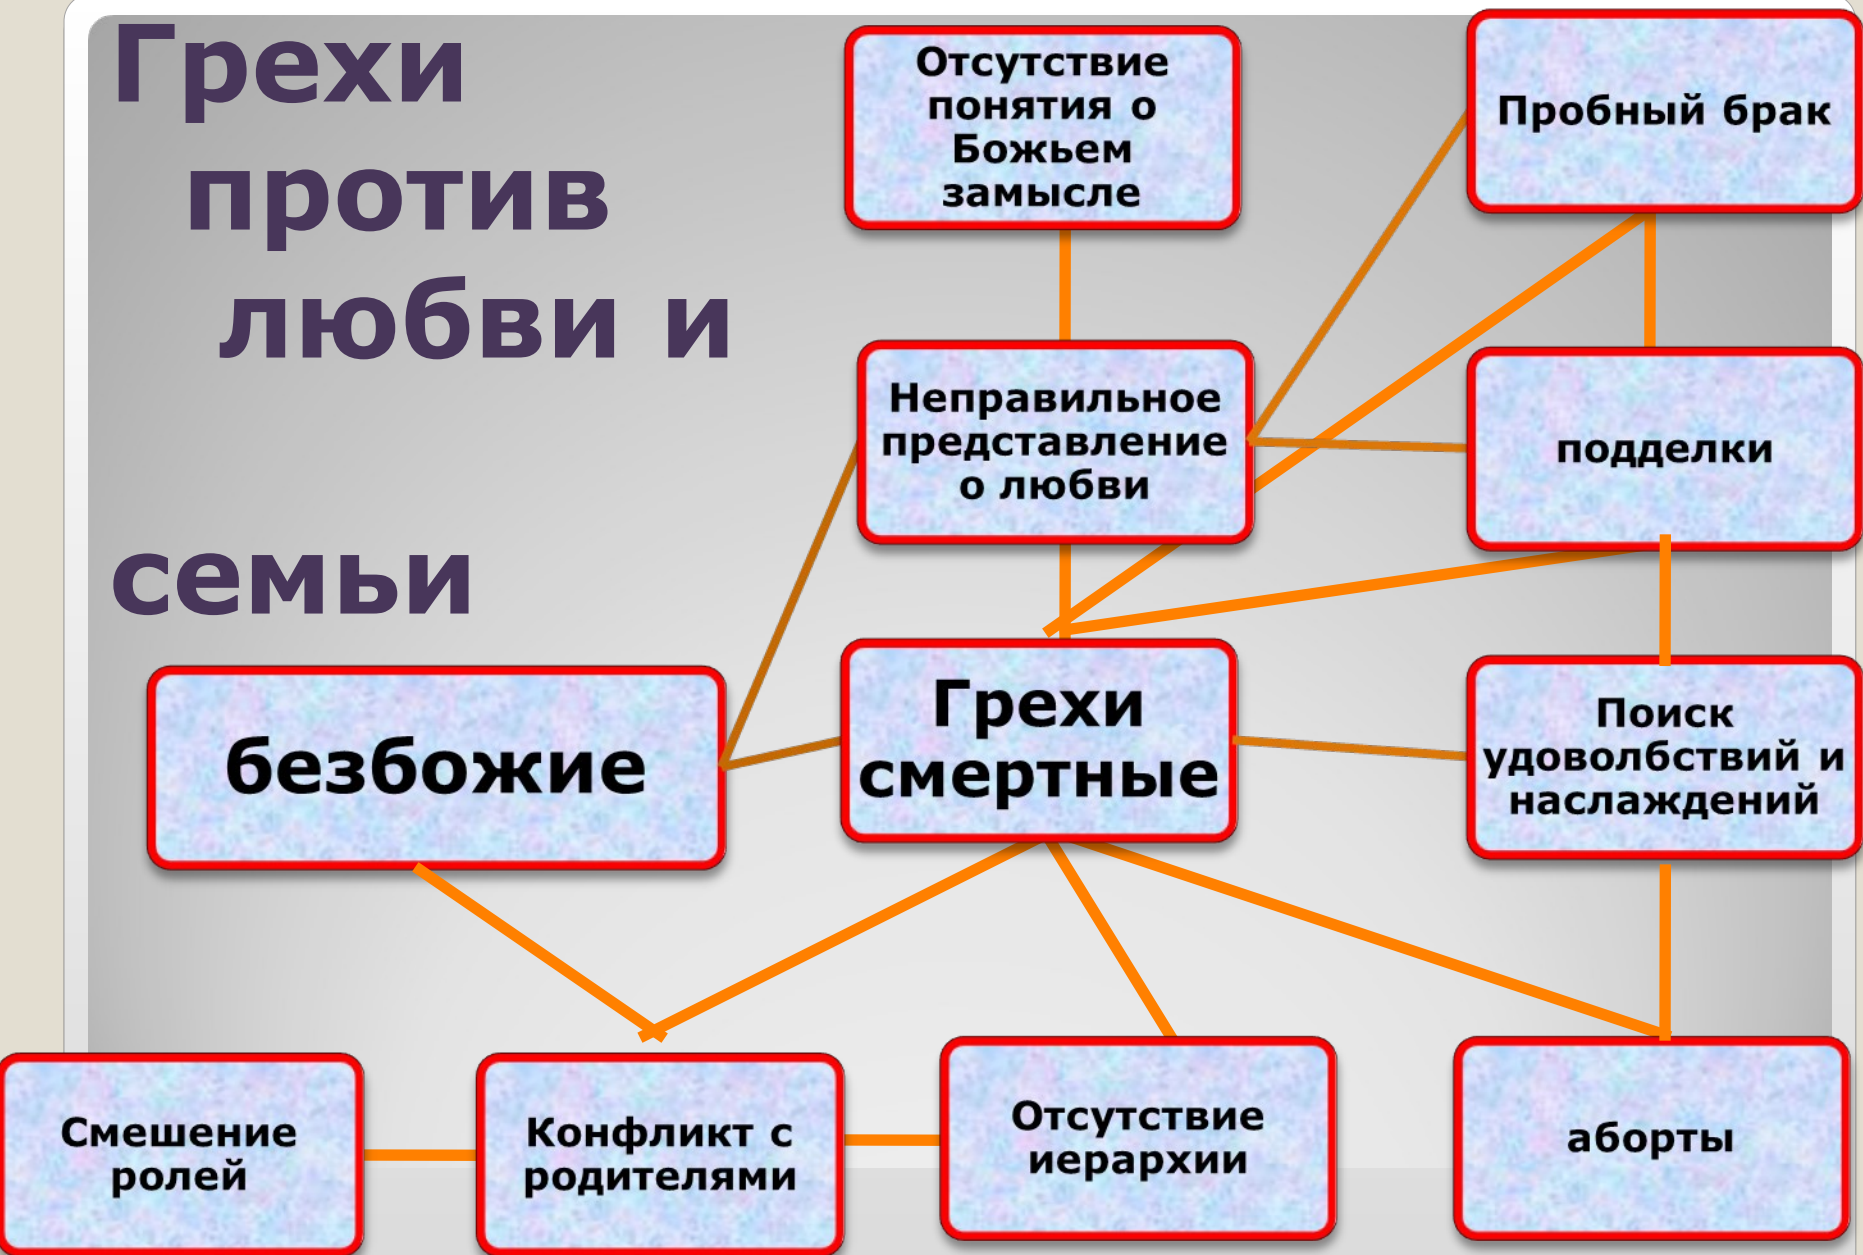 Грехи
против
любви и
семьи
Отсутствие
понятия о
Божьем
замысле
Пробный брак
Неправильное
представление
о любви
подделки
безбожие
Грехи
смертные
Поиск
удоволбствий и
наслаждений
Смешение
ролей
Конфликт с
родителями
Отсутствие
иерархии
аборты